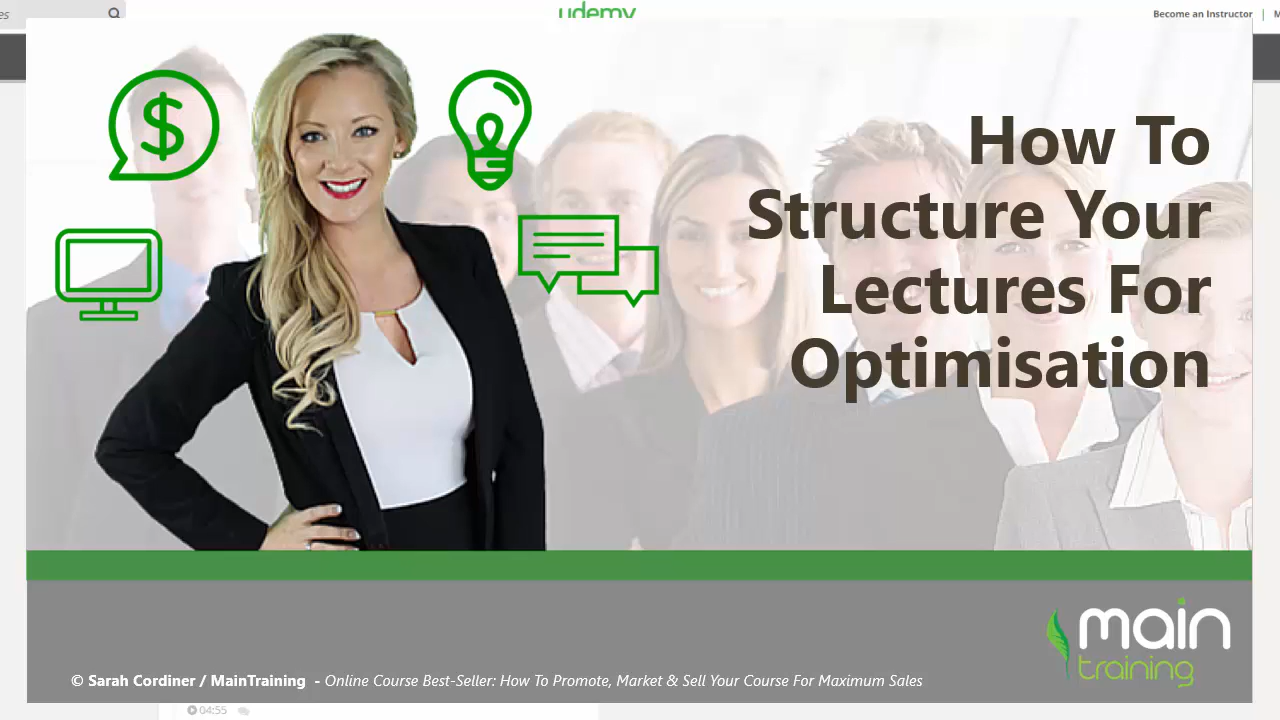 es
udemy
Become an Instructor
|
M
$
How To
Structure Your
Lectures For
Optimisation
main
training
© Sarah Cordiner / MainTraining - Online Course Best-Seller: How To Promote, Market & Sell Your Course For Maximum Sales
04:55